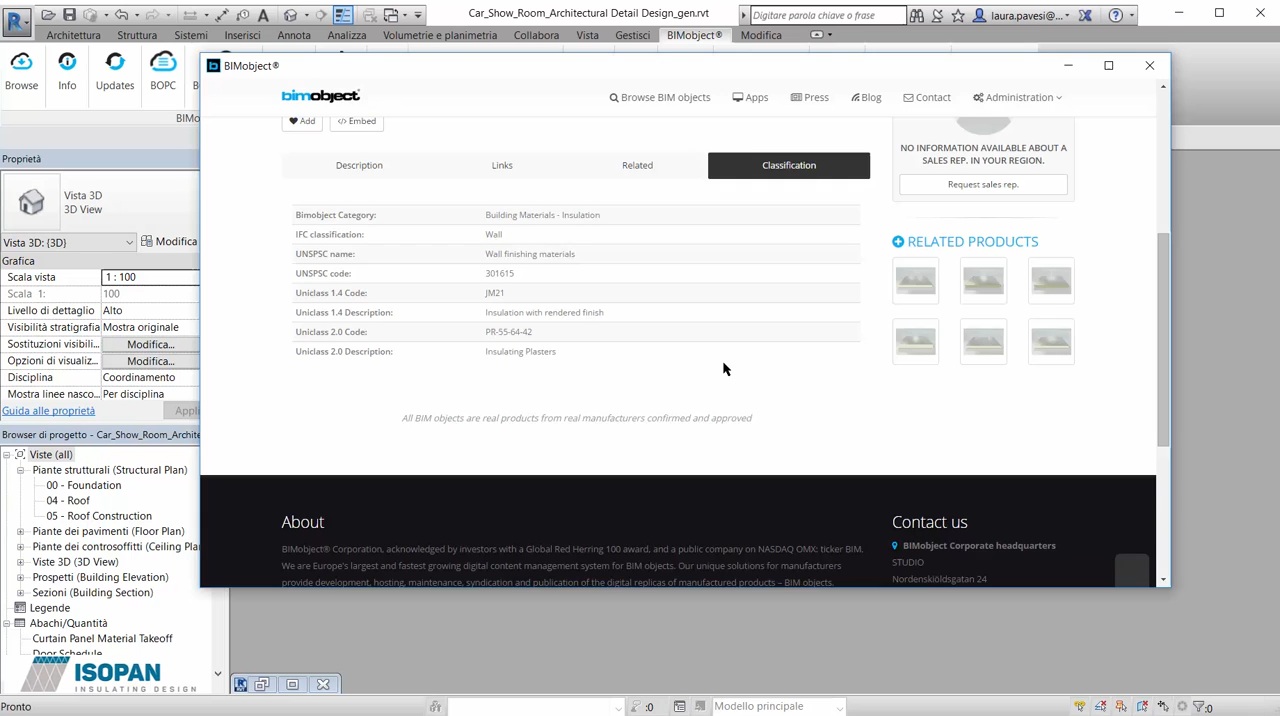 Car_Show_Room_Architectural Detail Design_gen.rvt
Digitare parola chiave o frase
laura.pavesi@...
Architettura Struttura Sistemi Inserisci Annota Analizza Volumetrie e planimetria Collabora Vista Gestisci BIMobject® Modifica
Browse Info Updates BOPC
BIMobject®
bimobject
Browse BIM objects Apps Press Blog Contact Administration
Add </> Embed
Description Links Related Classification
Bimobject Category: Building Materials - Insulation
IFC classification: Wall
UNSPSC name: Wall finishing materials
UNSPSC code: 301615
Uniclass 1.4 Code: JM21
Uniclass 1.4 Description: Insulation with rendered finish
Uniclass 2.0 Code: PR-55-64-42
Uniclass 2.0 Description: Insulating Plasters
All BIM objects are real products from real manufacturers confirmed and approved
NO INFORMATION AVAILABLE ABOUT A
SALES REP. IN YOUR REGION.
Request sales rep.
RELATED PRODUCTS
About
BIMobject® Corporation, acknowledged by investors with a Global Red Herring 100 award, and a public company on NASDAQ OMX: ticker BIM.
We are Europe's largest and fastest growing digital content management system for BIM objects. Our unique solutions for manufacturers
provide development, hosting, maintenance, syndication and publication of the digital replicas of manufactured products – BIM objects.
Contact us
BIMobject Corporate headquarters
STUDIO
Nordenskiöldsgatan 24
BIMo
Proprietà
Vista 3D
3D View
Vista 3D: {3D} Modifica
Grafica
Scala vista 1 : 100
Scala 1: 100
Livello di dettaglio Alto
Visibilità stratigrafia Mostra originale
Sostituzioni visibili... Modifica...
Opzioni di visualiz... Modifica...
Disciplina Coordinamento
Mostra linee nasco... Per disciplina
Guida alle proprietà Appli
Browser di progetto - Car_Show_Room_Archite
Viste (all)
Piante strutturali (Structural Plan)
00 - Foundation
04 - Roof
05 - Roof Construction
Piante dei pavimenti (Floor Plan)
Piante dei controsoffitti (Ceiling Plan
Viste 3D (3D View)
Prospetti (Building Elevation)
Sezioni (Building Section)
Legende
Abachi/Quantità
Curtain Panel Material Takeoff
Door Schedule
ISOPAN
INSULATING DESIGN
Pronto
:0
Modello principale
:0